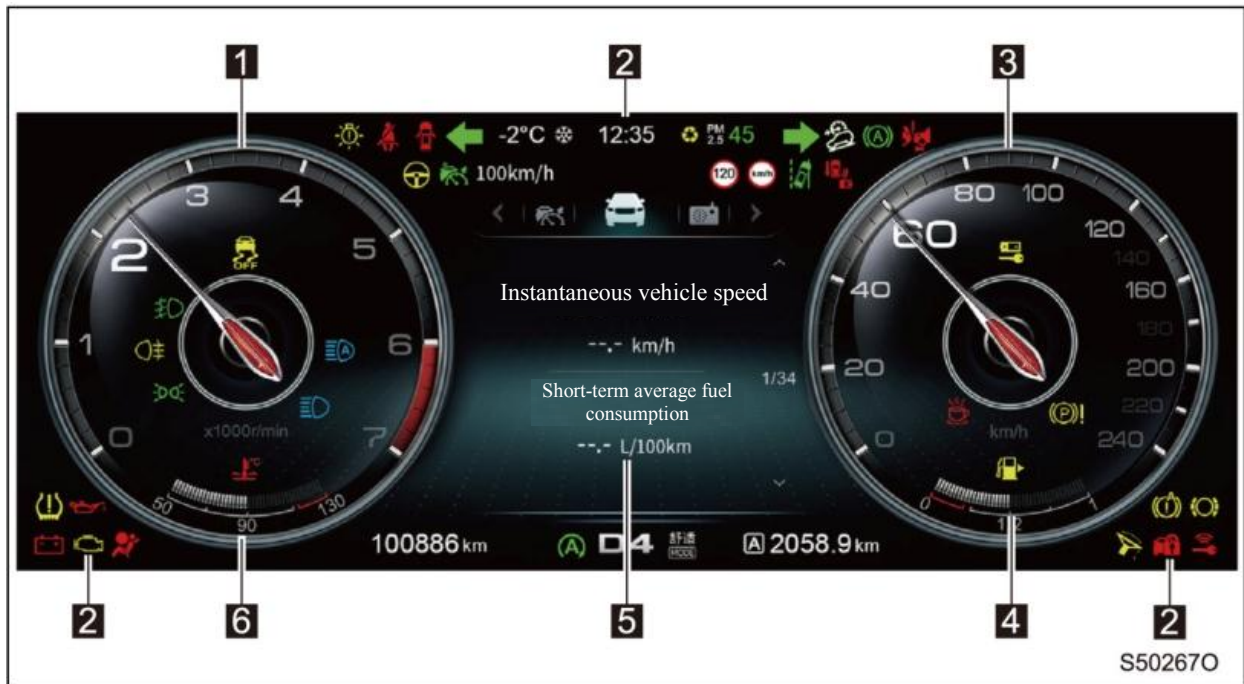 1
2
3
-2°C 12:35 PM 2.5 45
A
100km/h
120 km/h
3 4
2 5
1 6
0 7
OFF
A
x1000r/min
°C
50 90 130
Instantaneous vehicle speed
--.- km/h
1/34
Short-term average fuel
consumption
--.- L/100km
80 100
60 120
140
40 160
180
20 200
220
0 240
km/h
P !
0 1/2 1
100886 km A D4 舒适 MODE A 2058.9 km
2
6
5
4
2
S50267O